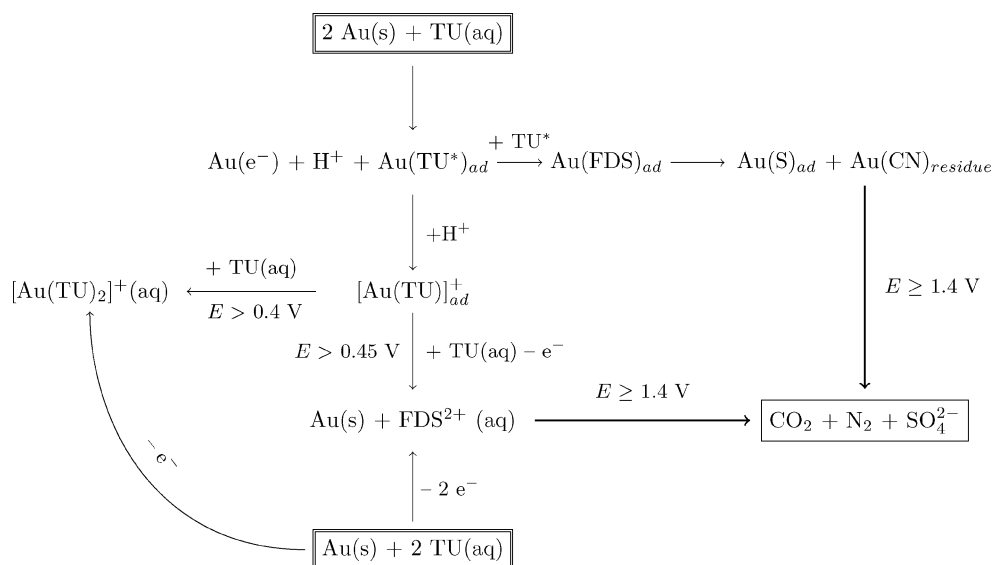 2 Au(s) + TU(aq)
+ TU*
Au(e⁻) + H⁺ + Au(TU*)ad Au(FDS)ad Au(S)ad + Au(CN)residue
+H⁺
+ TU(aq)
[Au(TU)₂]⁺(aq) [Au(TU)]⁺ad E ≥ 1.4 V
E > 0.4 V
E > 0.45 V + TU(aq) – e⁻
E ≥ 1.4 V
Au(s) + FDS²⁺ (aq) CO₂ + N₂ + SO₄²⁻
– e⁻
– 2 e⁻
Au(s) + 2 TU(aq)